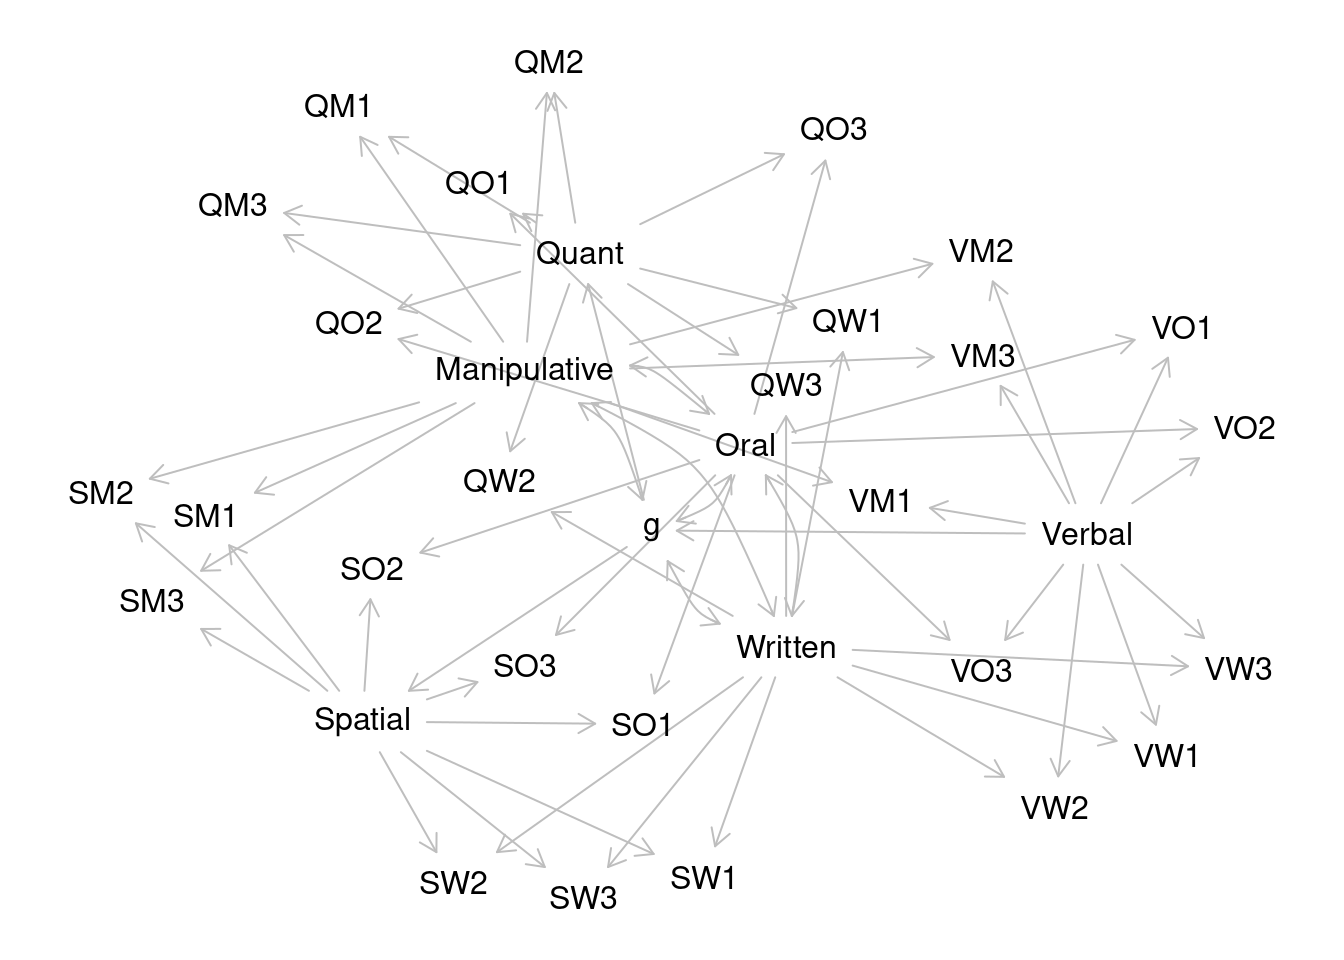 QM2
QM1
QO3
QO1
QM3
Quant
VM2
QO2
QW1
VO1
VM3
Manipulative
QW3
VO2
Oral
QW2
SM2
VM1
SM1
g
Verbal
SO2
SM3
Written
SO3
VO3
VW3
Spatial
SO1
VW1
VW2
SW1
SW2
SW3